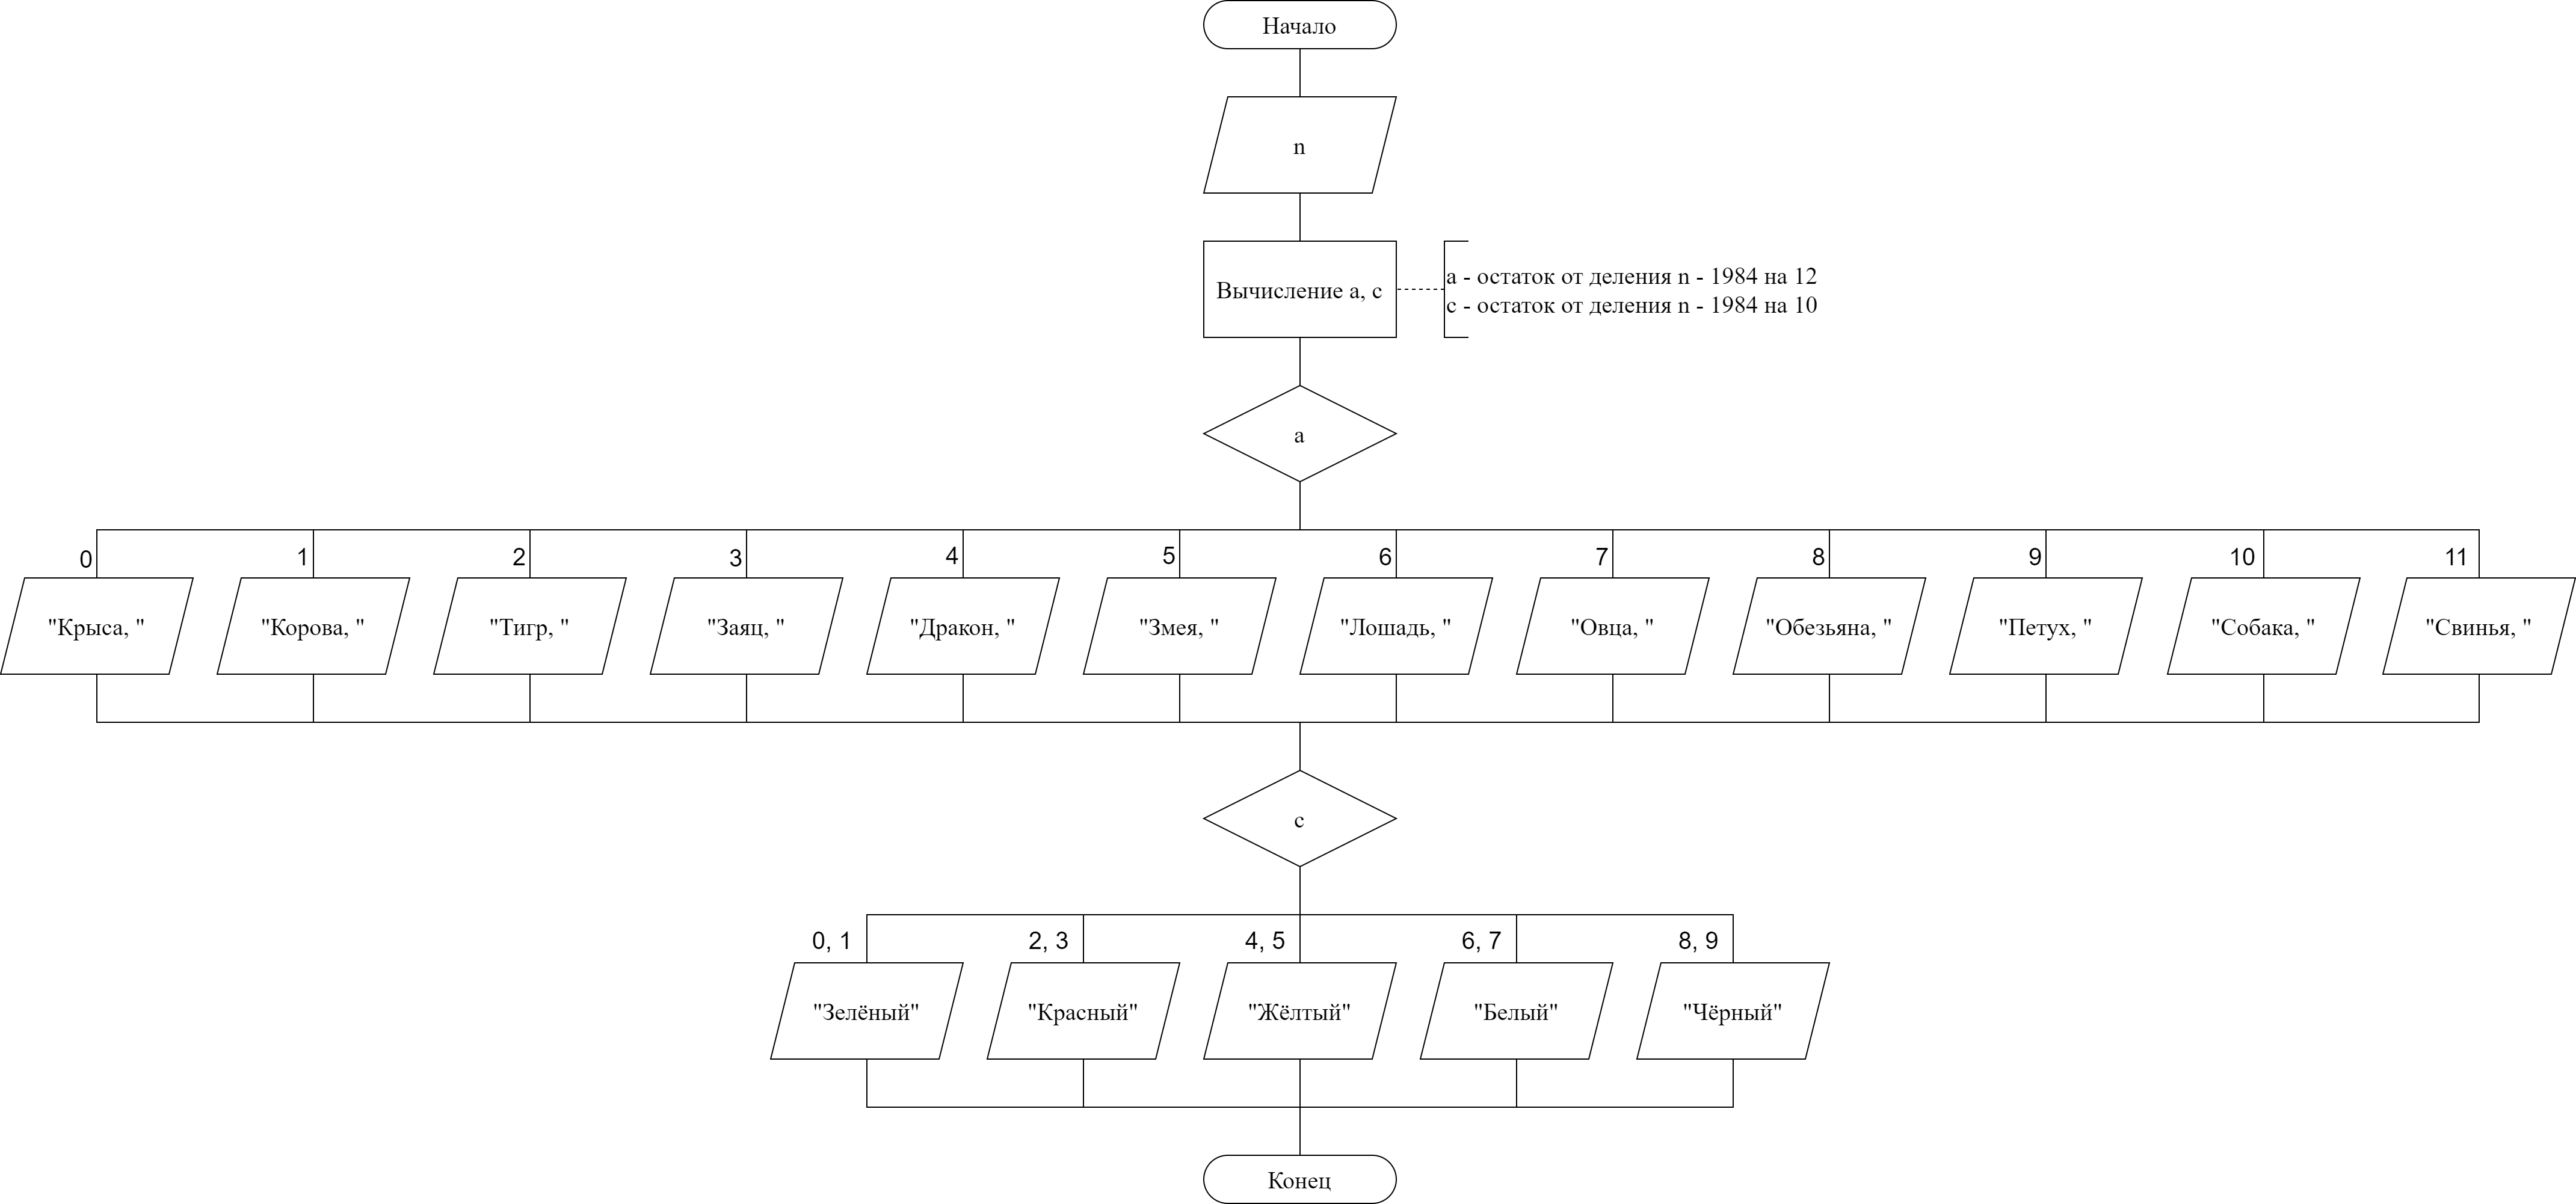 Начало
n
Вычисление a, c
a - остаток от деления n - 1984 на 12
c - остаток от деления n - 1984 на 10
a
0
1
2
3
4
5
6
7
8
9
10
11
"Крыса, "
"Корова, "
"Тигр, "
"Заяц, "
"Дракон, "
"Змея, "
"Лошадь, "
"Овца, "
"Обезьяна, "
"Петух, "
"Собака, "
"Свинья, "
c
0, 1
2, 3
4, 5
6, 7
8, 9
"Зелёный"
"Красный"
"Жёлтый"
"Белый"
"Чёрный"
Конец